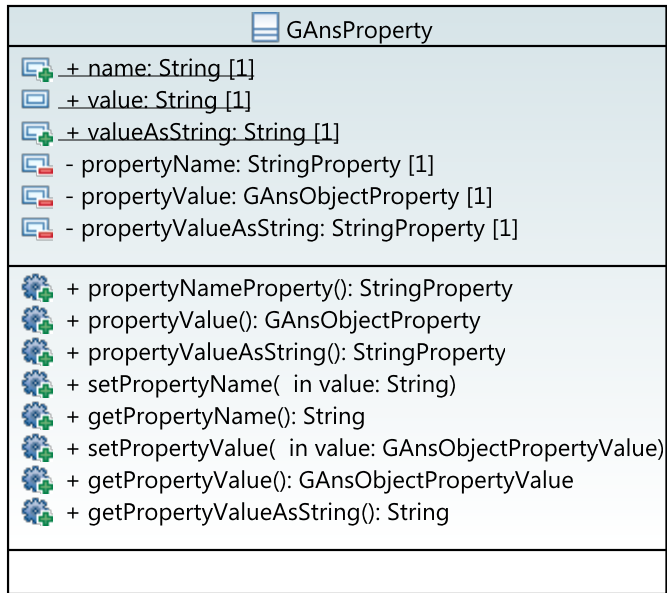 GAnsProperty
+ name: String [1]
+ value: String [1]
+ valueAsString: String [1]
- propertyName: StringProperty [1]
- propertyValue: GAnsObjectProperty [1]
- propertyValueAsString: StringProperty [1]
+ propertyNameProperty(): StringProperty
+ propertyValue(): GAnsObjectProperty
+ propertyValueAsString(): StringProperty
+ setPropertyName(  in value: String)
+ getPropertyName(): String
+ setPropertyValue(  in value: GAnsObjectPropertyValue)
+ getPropertyValue(): GAnsObjectPropertyValue
+ getPropertyValueAsString(): String